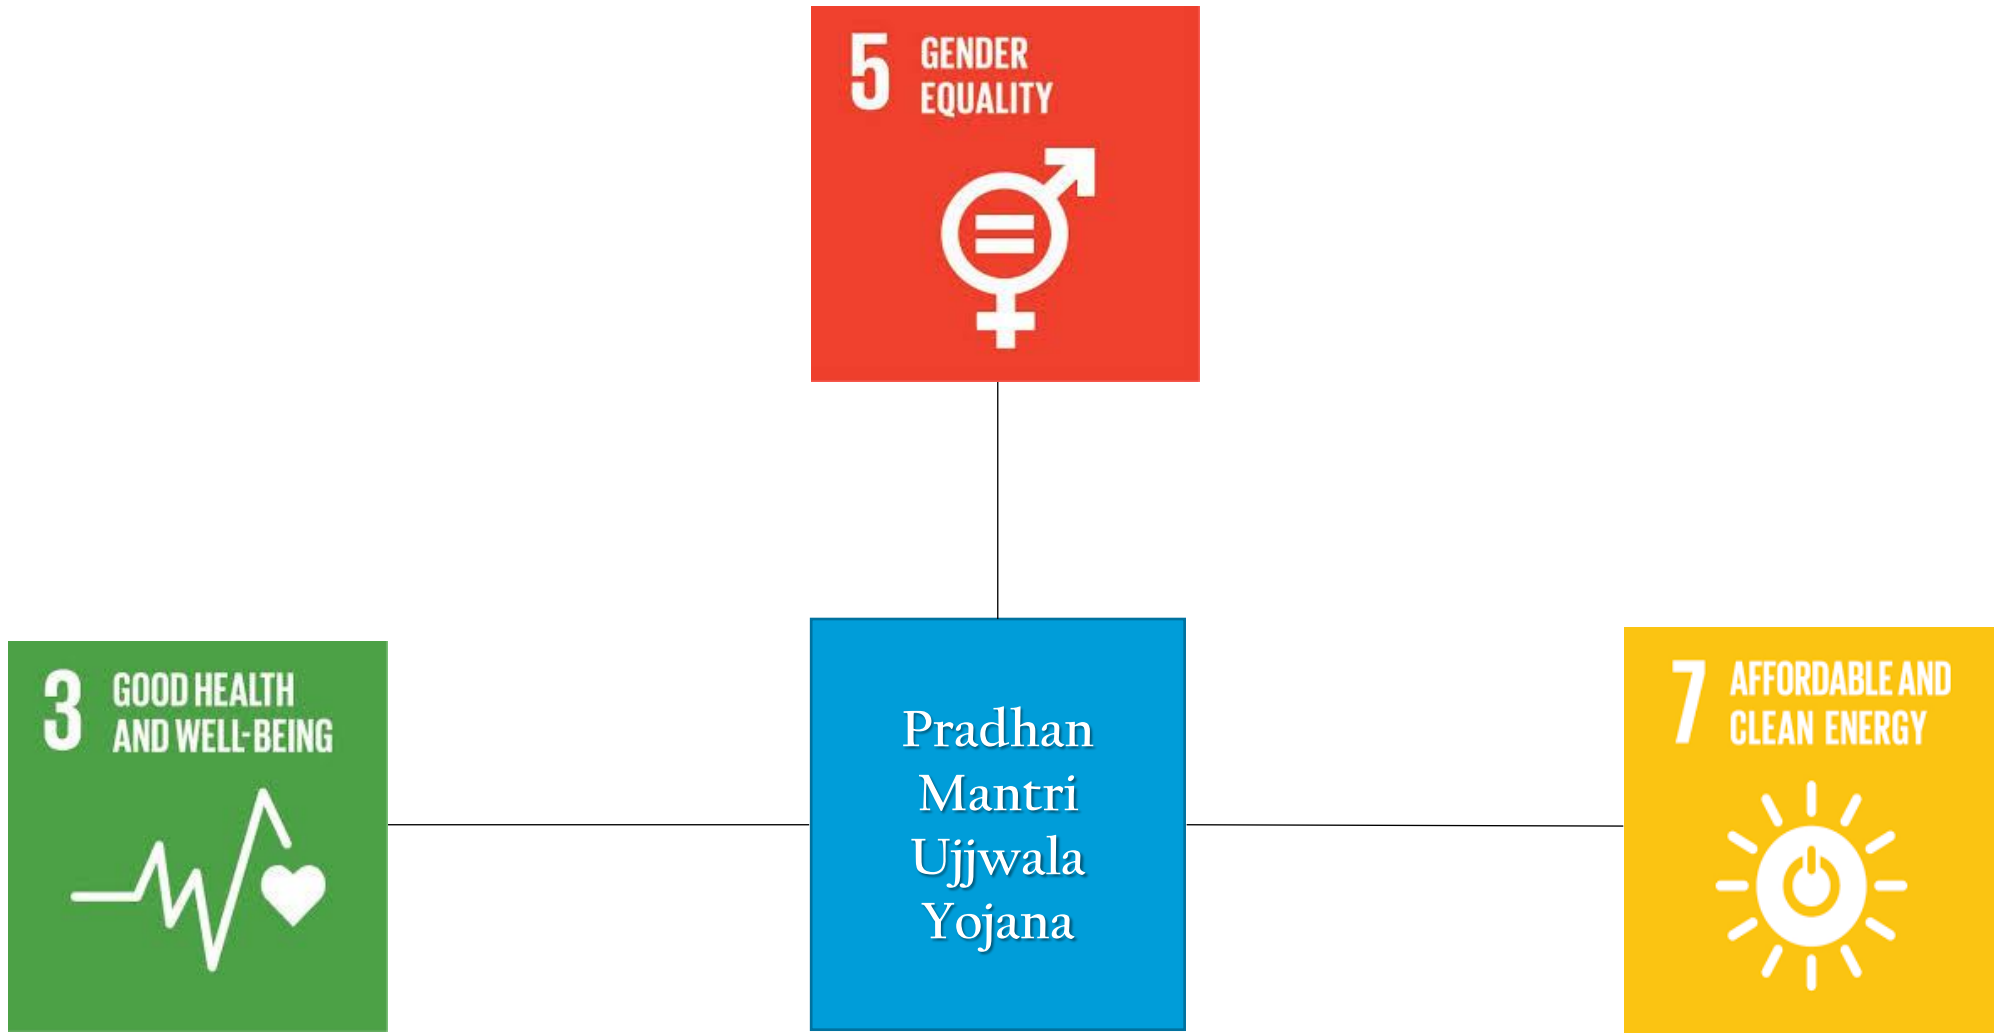 5 GENDER
EQUALITY
3 GOOD HEALTH
AND WELL-BEING
Pradhan
Mantri
Ujjwala
Yojana
7 AFFORDABLE AND
CLEAN ENERGY